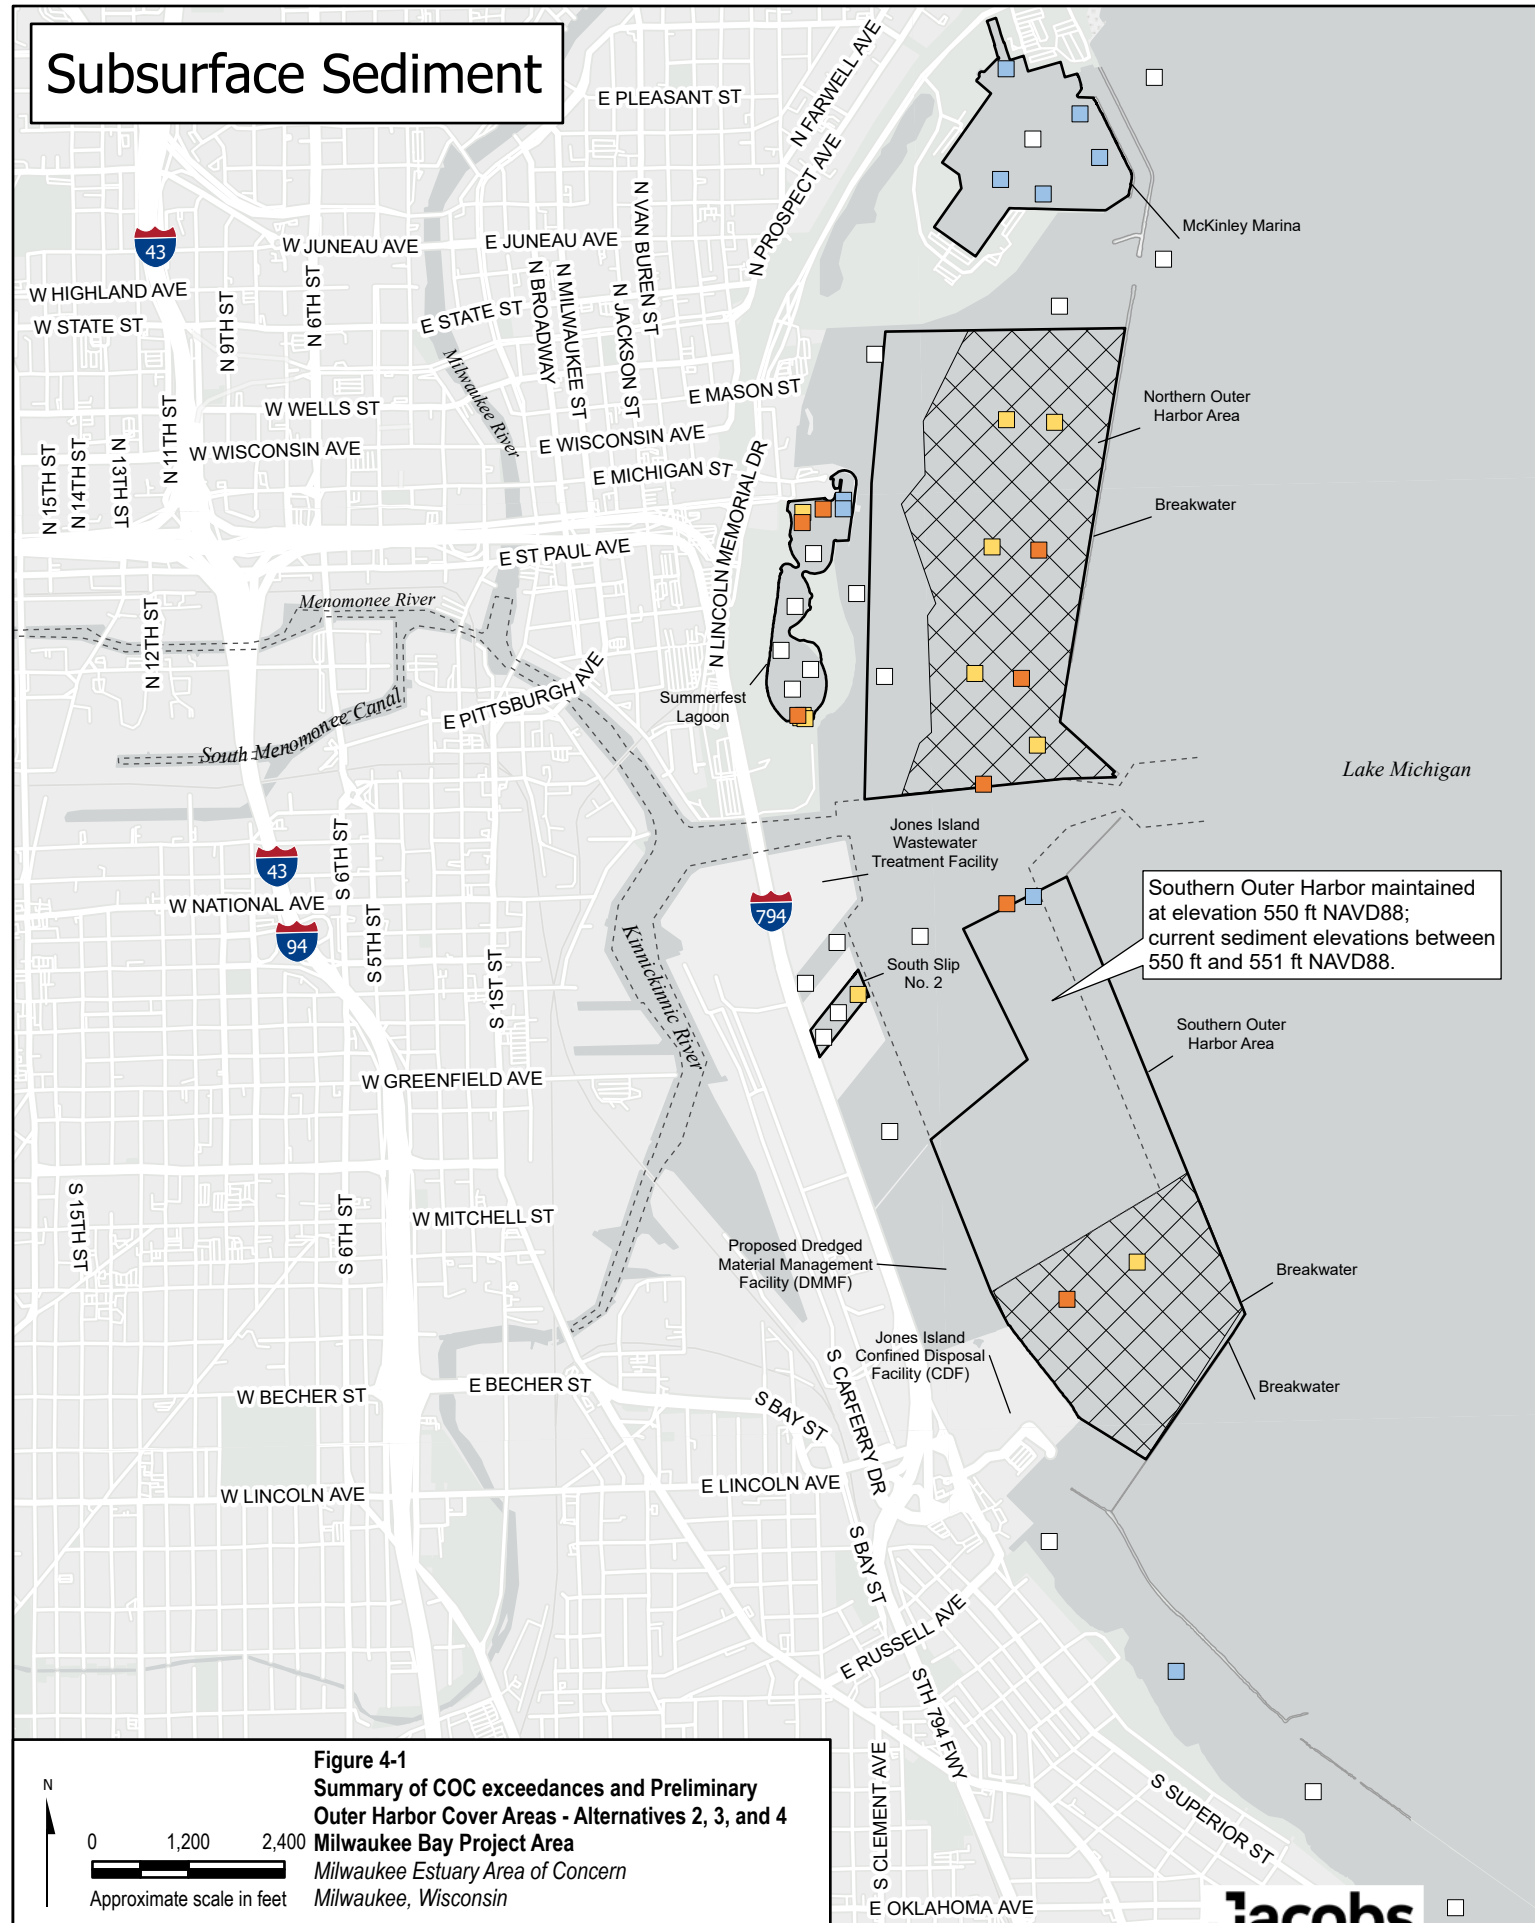 Subsurface Sediment
E PLEASANT ST
N FARWELL AVE
N PROSPECT AVE
N VAN BUREN ST
McKinley Marina
43
W JUNEAU AVE
E JUNEAU AVE
W HIGHLAND AVE
W STATE ST
N 9TH ST
N 6TH ST
E STATE ST
N BROADWAY
N MILWAUKEE ST
N JACKSON ST
Milwaukee River
E MASON ST
W WELLS ST
Northern Outer
Harbor Area
N 15TH ST
N 14TH ST
N 13TH ST
N 11TH ST
W WISCONSIN AVE
E WISCONSIN AVE
E MICHIGAN ST
N LINCOLN MEMORIAL DR
Breakwater
E ST PAUL AVE
Menomonee River
N 12TH ST
South Menomonee Canal
E PITTSBURGH AVE
Summerfest
Lagoon
Lake Michigan
Jones Island
Wastewater
Treatment Facility
43
S 6TH ST
W NATIONAL AVE
94
S 5TH ST
794
Southern Outer Harbor maintained
at elevation 550 ft NAVD88;
current sediment elevations between
550 ft and 551 ft NAVD88.
Kinnickinnic River
South Slip
No. 2
S 1ST ST
Southern Outer
Harbor Area
W GREENFIELD AVE
S 15TH ST
S 6TH ST
W MITCHELL ST
Proposed Dredged
Material Management
Facility (DMMF)
Breakwater
Jones Island
Confined Disposal
Facility (CDF)
Breakwater
W BECHER ST
E BECHER ST
S BAY ST
S CARFERRY DR
W LINCOLN AVE
E LINCOLN AVE
S BAY ST
E RUSSELL AVE
STH 794 FWY
S CLEMENT AVE
S SUPERIOR ST
E OKLAHOMA AVE
N
0 1,200 2,400
Approximate scale in feet
Figure 4-1
Summary of COC exceedances and Preliminary
Outer Harbor Cover Areas - Alternatives 2, 3, and 4
Milwaukee Bay Project Area
Milwaukee Estuary Area of Concern
Milwaukee, Wisconsin
Jacobs